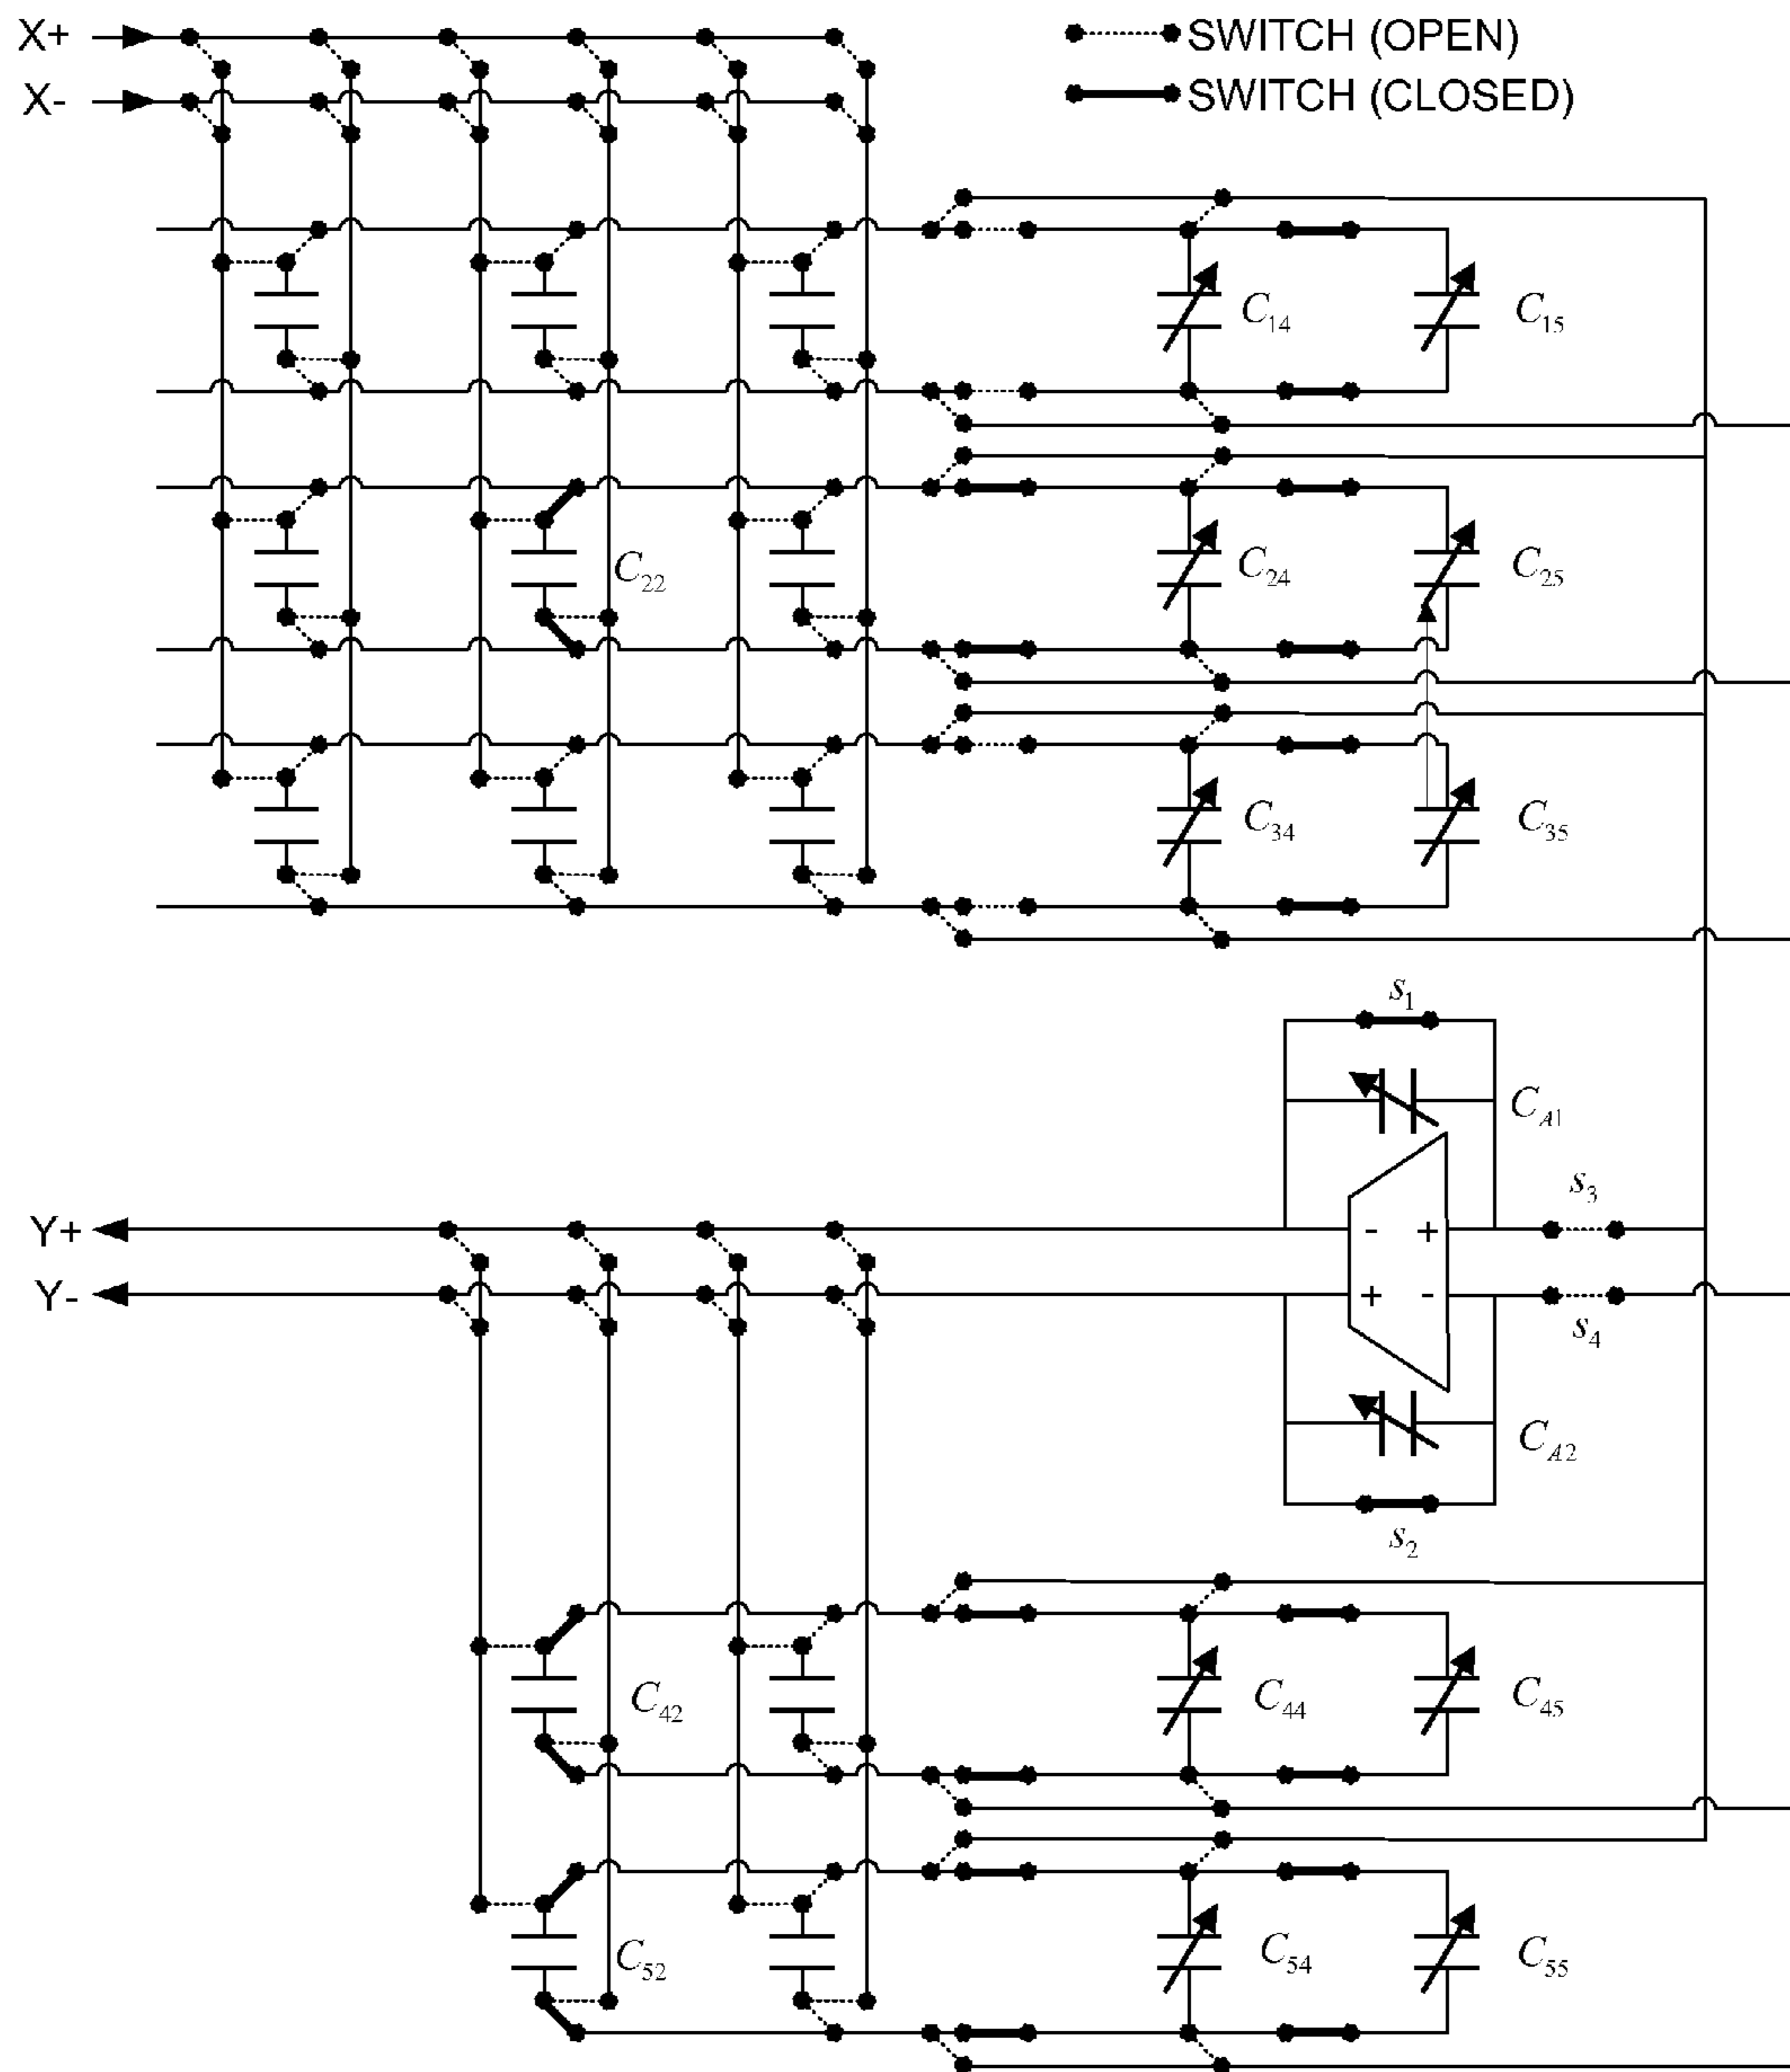 X+
SWITCH (OPEN)
X-
SWITCH (CLOSED)
C14
C15
C22
C24
C25
C34
C35
s1
CA1
s3
Y+
- +
Y-
+ -
s4
CA2
s2
C42
C44
C45
C52
C54
C55